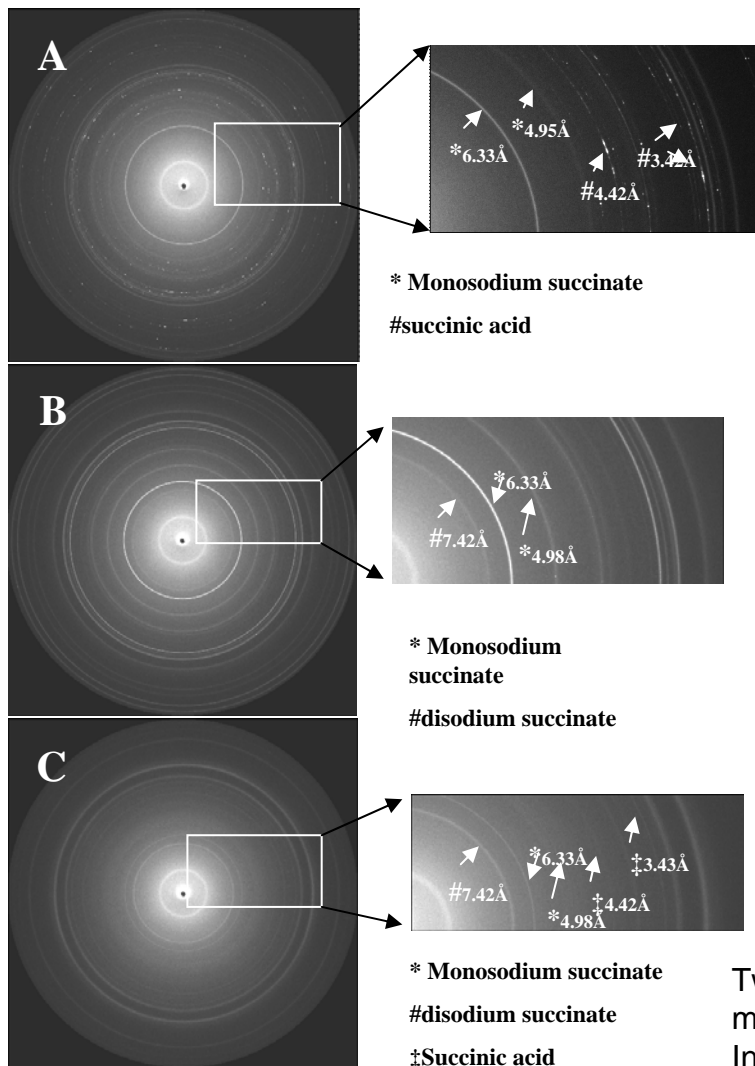 A
*6.33Å
*4.95Å
#4.42Å
#3.42Å
* Monosodium succinate
#succinic acid
B
*6.33Å
#7.42Å
*4.98Å
* Monosodium
succinate
#disodium succinate
C
*6.33Å
‡3.43Å
#7.42Å
‡4.42Å
*4.98Å
* Monosodium succinate
#disodium succinate
‡Succinic acid